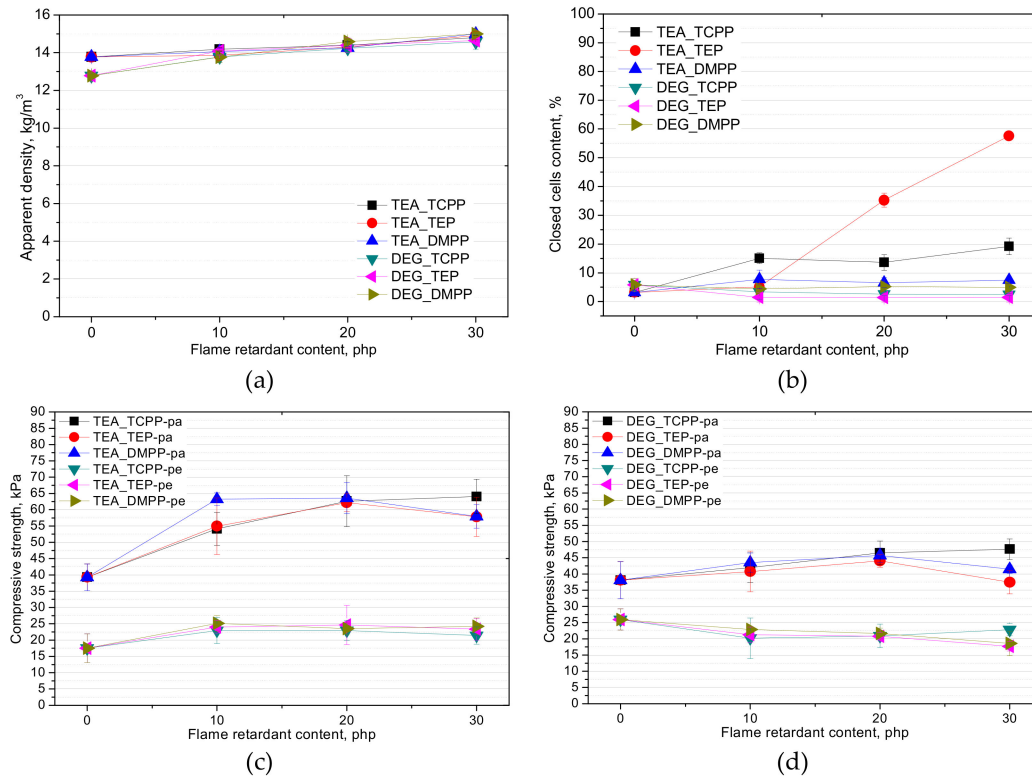 16
14
12
10
8
6
4
2
0
Apparent density, kg/m³
TEA_TCPP
TEA_TEP
TEA_DMPP
DEG_TCPP
DEG_TEP
DEG_DMPP
0 10 20 30
Flame retardant content, php
(a)
100
90
80
70
60
50
40
30
20
10
0
Closed cells content, %
TEA_TCPP
TEA_TEP
TEA_DMPP
DEG_TCPP
DEG_TEP
DEG_DMPP
0 10 20 30
Flame retardant content, php
(b)
90
85
80
75
70
65
60
55
50
45
40
35
30
25
20
15
10
5
0
Compressive strength, kPa
TEA_TCPP-pa
TEA_TEP-pa
TEA_DMPP-pa
TEA_TCPP-pe
TEA_TEP-pe
TEA_DMPP-pe
0 10 20 30
Flame retardant content, php
(c)
90
85
80
75
70
65
60
55
50
45
40
35
30
25
20
15
10
5
0
Compressive strength, kPa
DEG_TCPP-pa
DEG_TEP-pa
DEG_DMPP-pa
DEG_TCPP-pe
DEG_TEP-pe
DEG_DMPP-pe
0 10 20 30
Flame retardant content, php
(d)